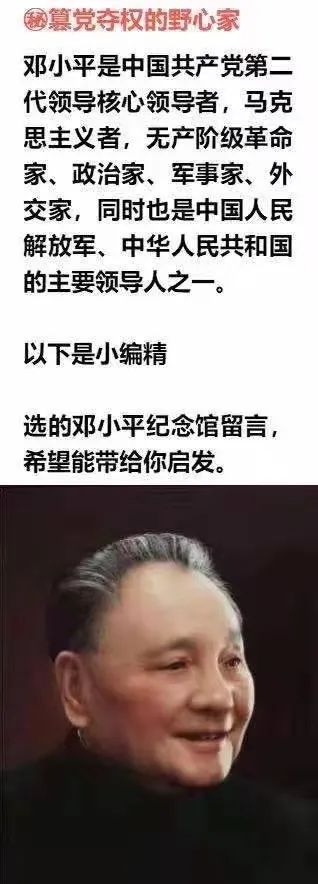 ㊙篡党夺权的野心家
邓小平是中国共产党第二
代领导核心领导者，马克
思主义者，无产阶级革命
家、政治家、军事家、外
交家，同时也是中国人民
解放军、中华人民共和国
的主要领导人之一。
以下是小编精
选的邓小平纪念馆留言，
希望能带给你启发。